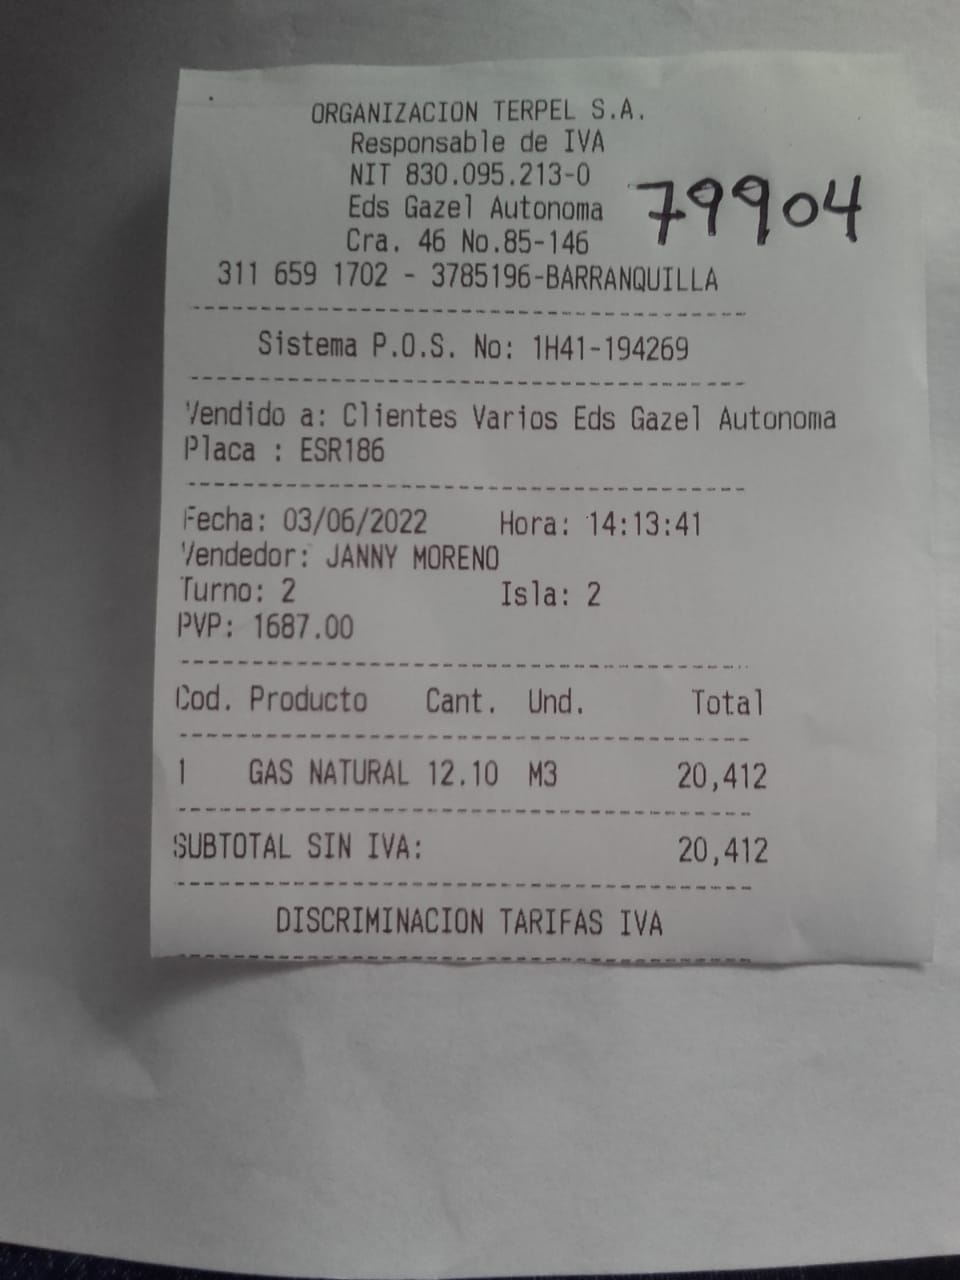 ORGANIZACION TERPEL S.A.
Responsable de IVA
NIT 830.095.213-0
Eds Gazel Autonoma
79904
Cra. 46 No.85-146
311 659 1702 - 3785196-BARRANQUILLA
Sistema P.O.S. No: 1H41-194269
Vendido a: Clientes Varios Eds Gazel Autonoma
Placa : ESR186
Fecha: 03/06/2022 Hora: 14:13:41
Vendedor: JANNY MORENO
Turno: 2 Isla: 2
PVP: 1687.00
Cod. Producto Cant. Und. Total
1 GAS NATURAL 12.10 M3 20,412
SUBTOTAL SIN IVA: 20,412
DISCRIMINACION TARIFAS IVA